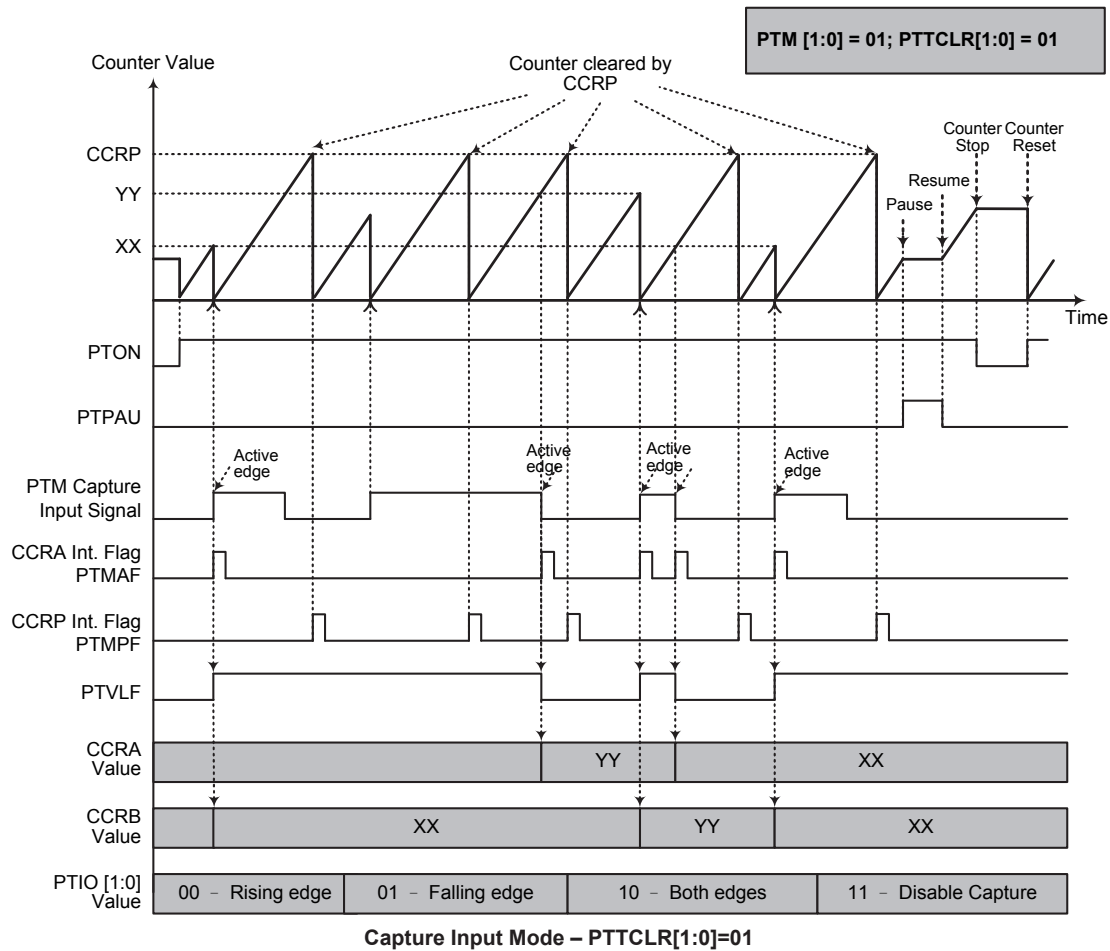 PTM [1:0] = 01; PTTCLR[1:0] = 01
Counter Value
Counter cleared by
CCRP
CCRP
YY
XX
Pause
Resume
Counter
Stop
Counter
Reset
Time
PTON
PTPAU
Active
edge
Active
edge
Active
edge
Active
edge
PTM Capture
Input Signal
CCRA Int. Flag
PTMAF
CCRP Int. Flag
PTMPF
PTVLF
CCRA
Value
YY
XX
CCRB
Value
XX
YY
XX
PTIO [1:0]
Value
00 – Rising edge
01 – Falling edge
10 – Both edges
11 – Disable Capture
Capture Input Mode – PTTCLR[1:0]=01